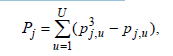 P_j = \sum_{u=1}^{U} (p_{j,u}^3 - p_{j,u}),